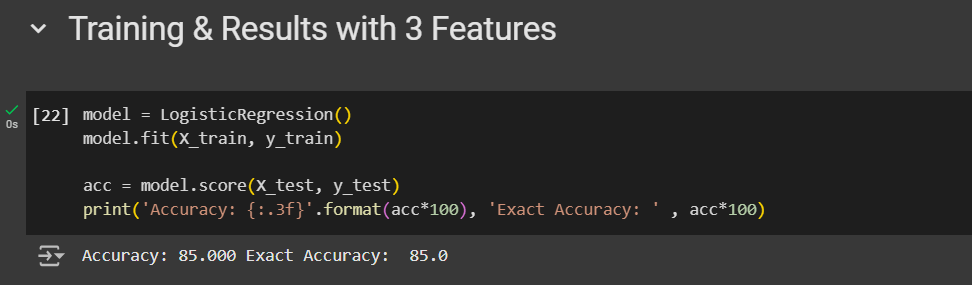 Training & Results with 3 Features
[22] model = LogisticRegression()
model.fit(X_train, y_train)
0s
acc = model.score(X_test, y_test)
print('Accuracy: {:.3f}'.format(acc*100), 'Exact Accuracy: ' , acc*100)
Accuracy: 85.000 Exact Accuracy:  85.0